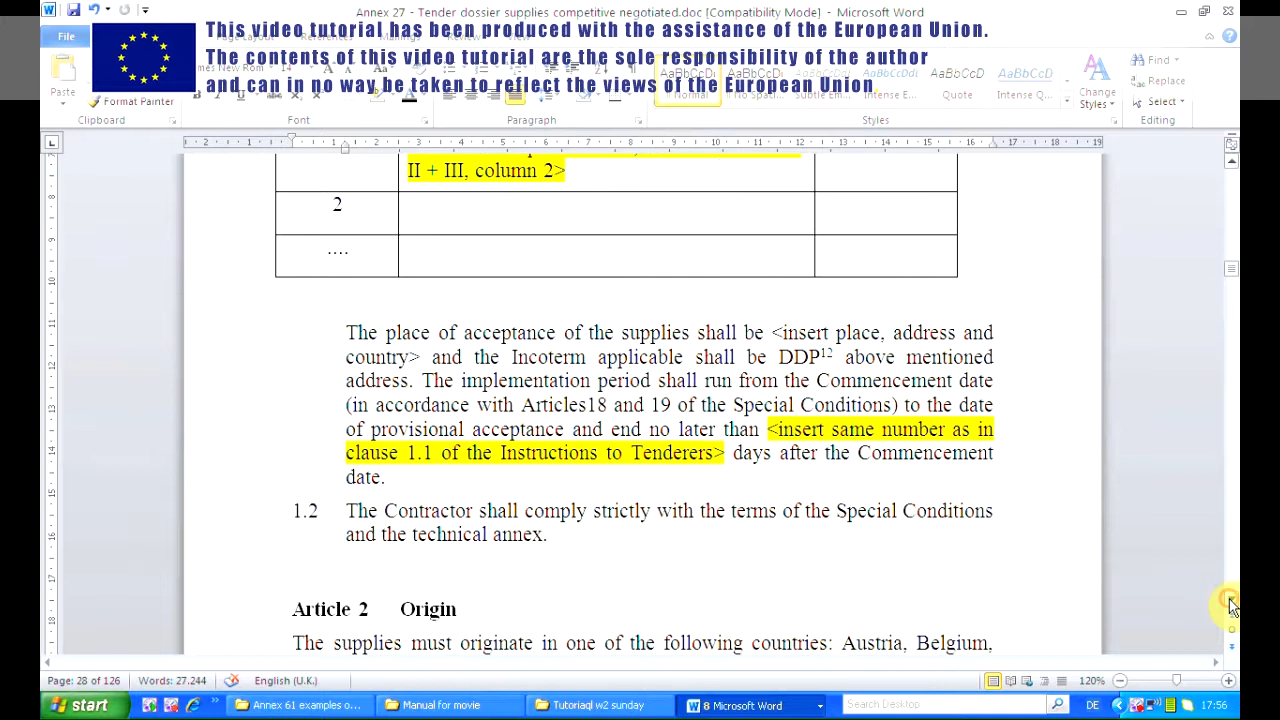 Annex 27 - Tender dossier supplies competitive negotiated.doc [Compatibility Mode] - Microsoft Word
This video tutorial has been produced with the assistance of the European Union.
The contents of this video tutorial are the sole responsibility of the author
and can in no way be taken to reflect the views of the European Union
File
Page Layout
References
Mailings
Review
View
Paste
Format Painter
Find
Replace
Select
Change
Styles
Normal
Quote
Intense Q...
Clipboard
Font
Paragraph
Styles
Editing
II + III, column 2>
2
....
The place of acceptance of the supplies shall be <insert place, address and
country> and the Incoterm applicable shall be DDP12 above mentioned
address. The implementation period shall run from the Commencement date
(in accordance with Articles18 and 19 of the Special Conditions) to the date
of provisional acceptance and end no later than <insert same number as in
clause 1.1 of the Instructions to Tenderers> days after the Commencement
date.
1.2 The Contractor shall comply strictly with the terms of the Special Conditions
and the technical annex.
Article 2 Origin
The supplies must originate in one of the following countries: Austria, Belgium,
Page: 28 of 126 Words: 27.244 English (U.K.) 120%
start Annex 61 examples o... Manual for movie Tutoriaql w2 sunday 8 Microsoft Word Search Desktop DE 17:56